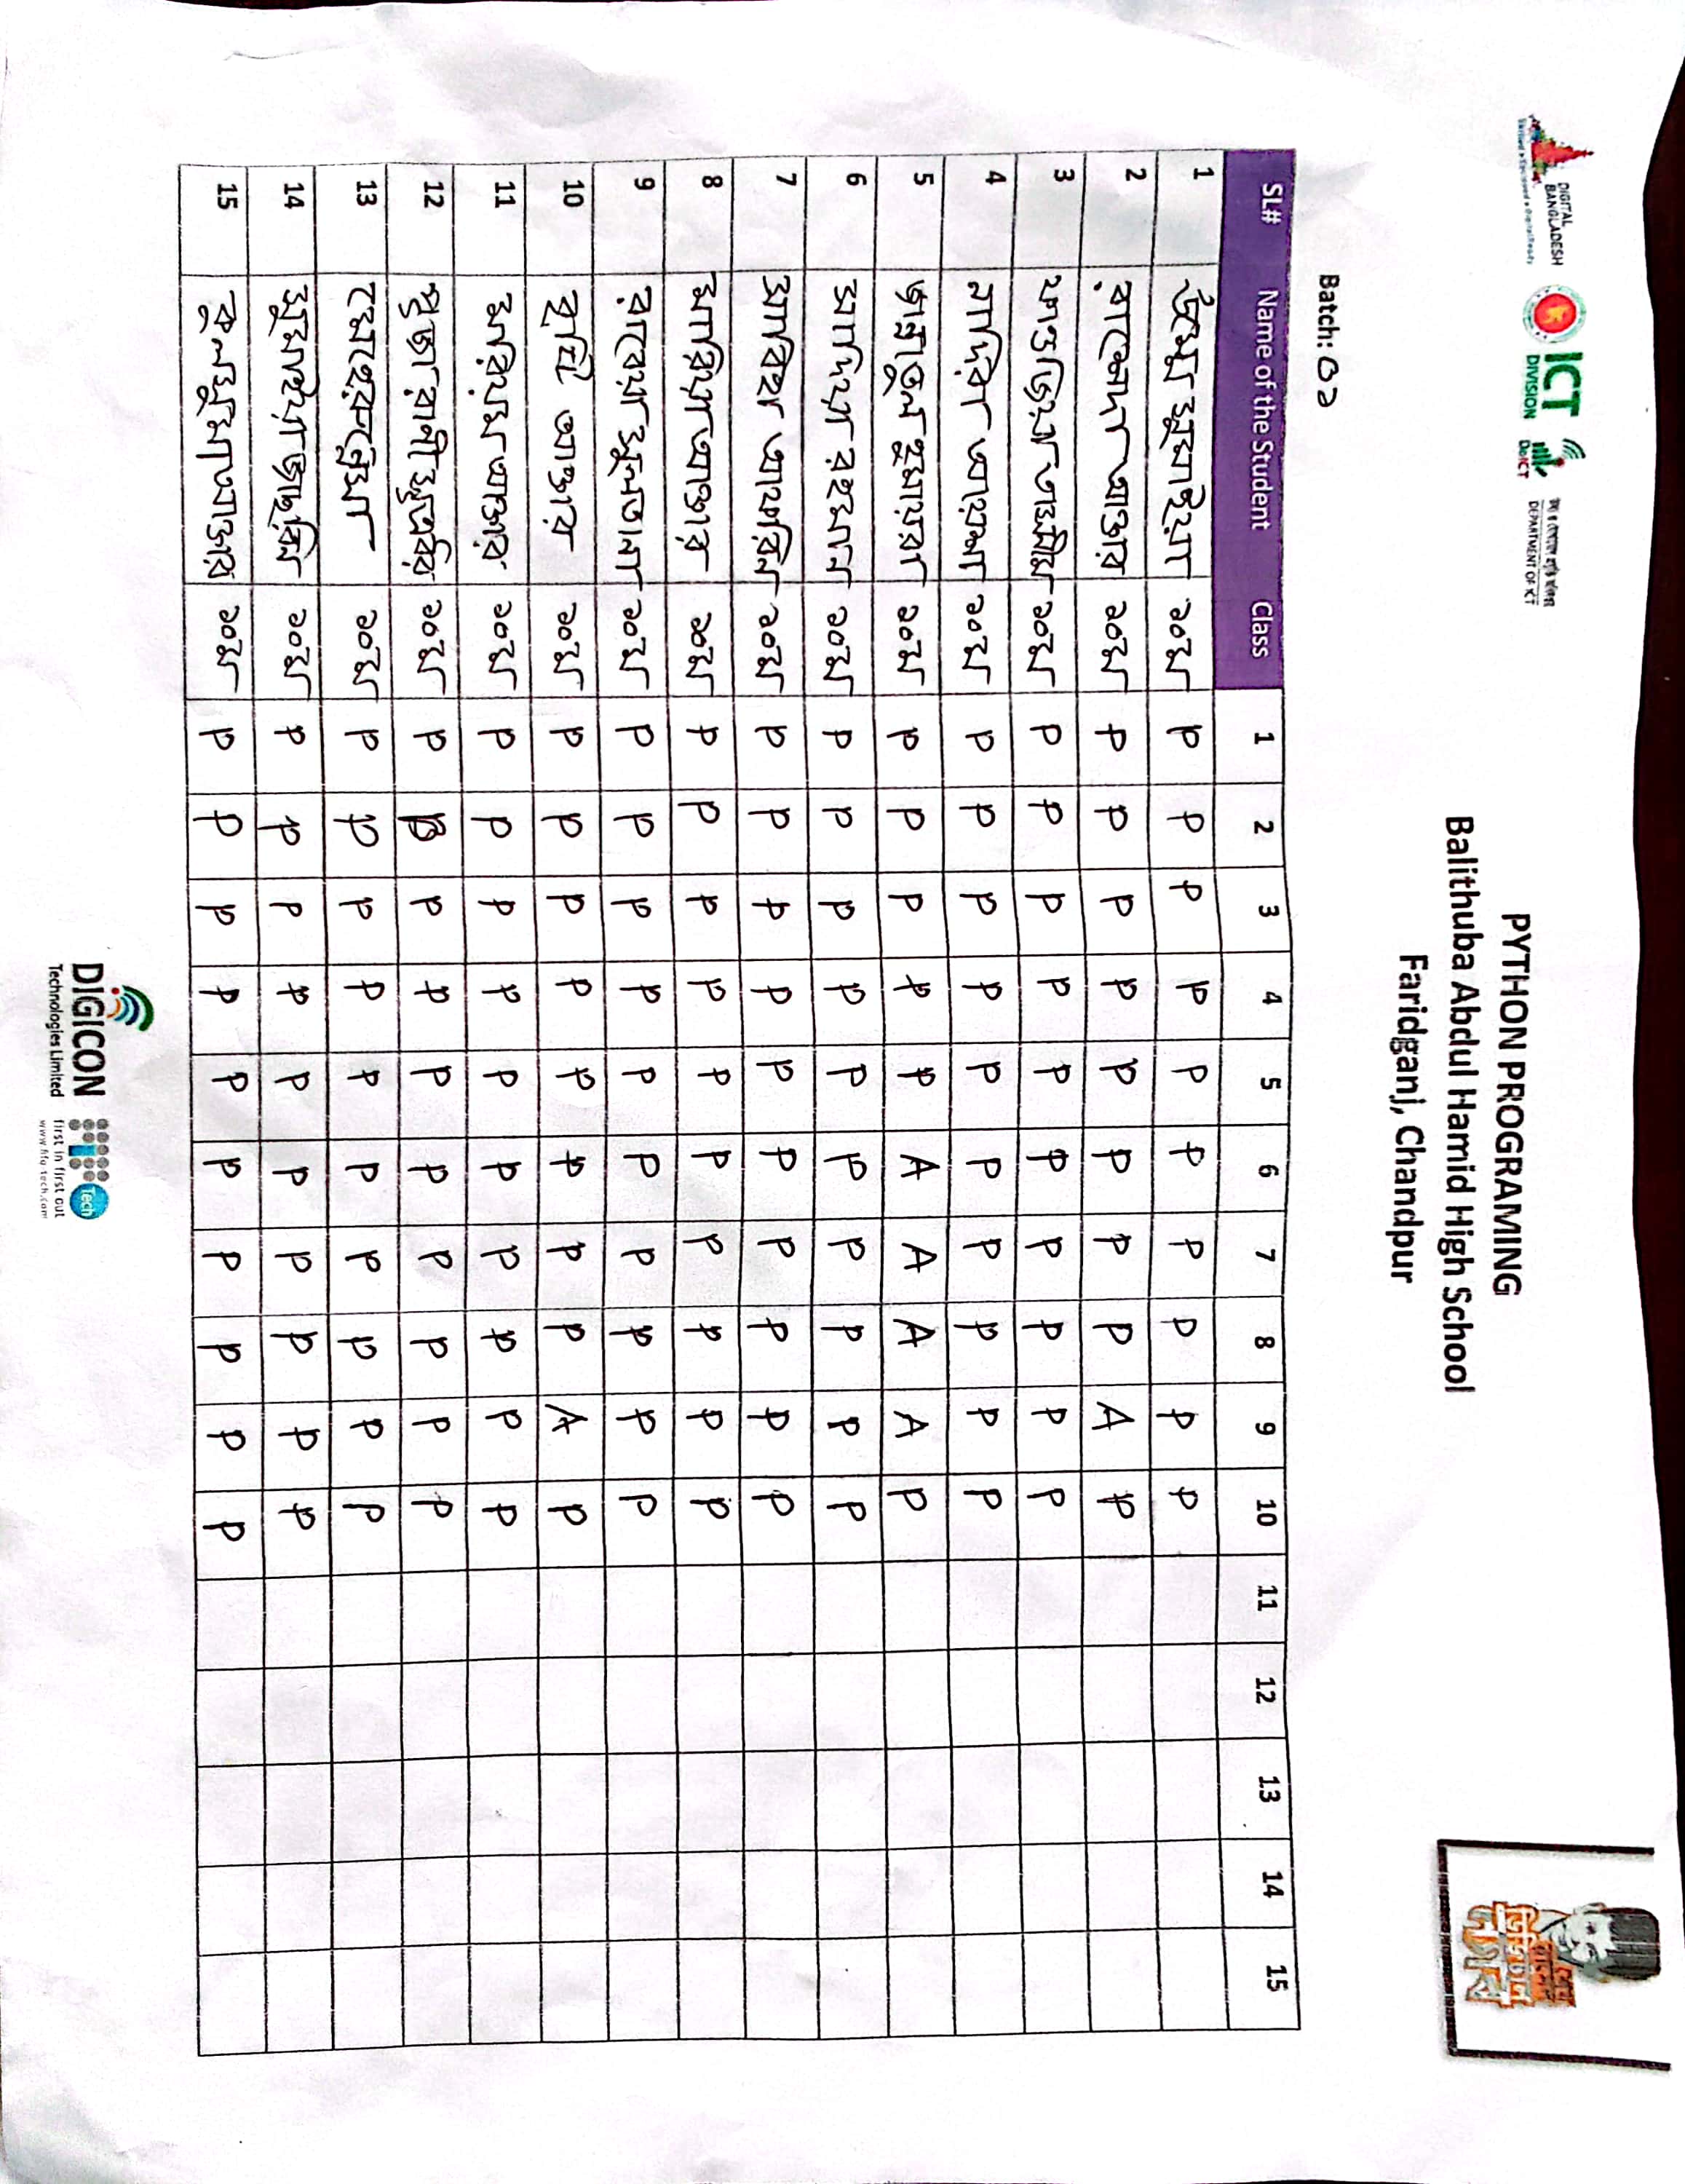 DIGITAL
BANGLADESH
ICT
DIVISION
DoICT
তথ্য ও যোগাযোগ প্রযুক্তি অধিদপ্তর
DEPARTMENT OF ICT
শেখ
রাসেল
ডিজিটাল
ল্যাব
PYTHON PROGRAMING
Balithuba Abdul Hamid High School
Faridganj, Chandpur
Batch: ০১
SL# Name of the Student Class 1 2 3 4 5 6 7 8 9 10 11 12 13 14 15
1 উম্মে সুমাইয়া ১০ম P P P P P P P P P P
2 রাশেদা আক্তার ১০ম P P P P P P P P A P
3 ফাওজিয়া তাসনীম ১০ম P P P P P P P P P P
4 নাদিরা আয়েশা ১০ম P P P P P P P P P P
5 জান্নাতুল হুমায়রা ১০ম P P P P P A A A A P
6 সাদিয়া রহমান ১০ম P P P P P P P P P P
7 সাবিহা আফরিন ১০ম P P P P P P P P P P
8 মারিয়া আক্তার ১০ম P P P P P P P P P P
9 রাবেয়া সুলতানা ১০ম P P P P P P P P P P
10 বৃষ্টি আক্তার ১০ম P P P P P P P P A P
11 মরিয়ম আক্তার ১০ম P P P P P P P P P P
12 পূজা রাণী সূত্রধর ১০ম P P P P P P P P P P
13 মেহেরুন্নেসা ১০ম P P P P P P P P P P
14 সুমাইয়া জাছরিন ১০ম P P P P P P P P P P
15 কুলসুমা আক্তার ১০ম P P P P P P P P P P
DIGICON
Technologies Limited
Tech
first in first out
www.fifo-tech.com